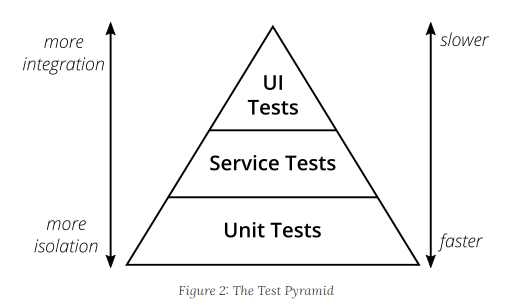 more
integration
slower
UI
Tests
Service Tests
more
isolation
Unit Tests
faster
Figure 2: The Test Pyramid